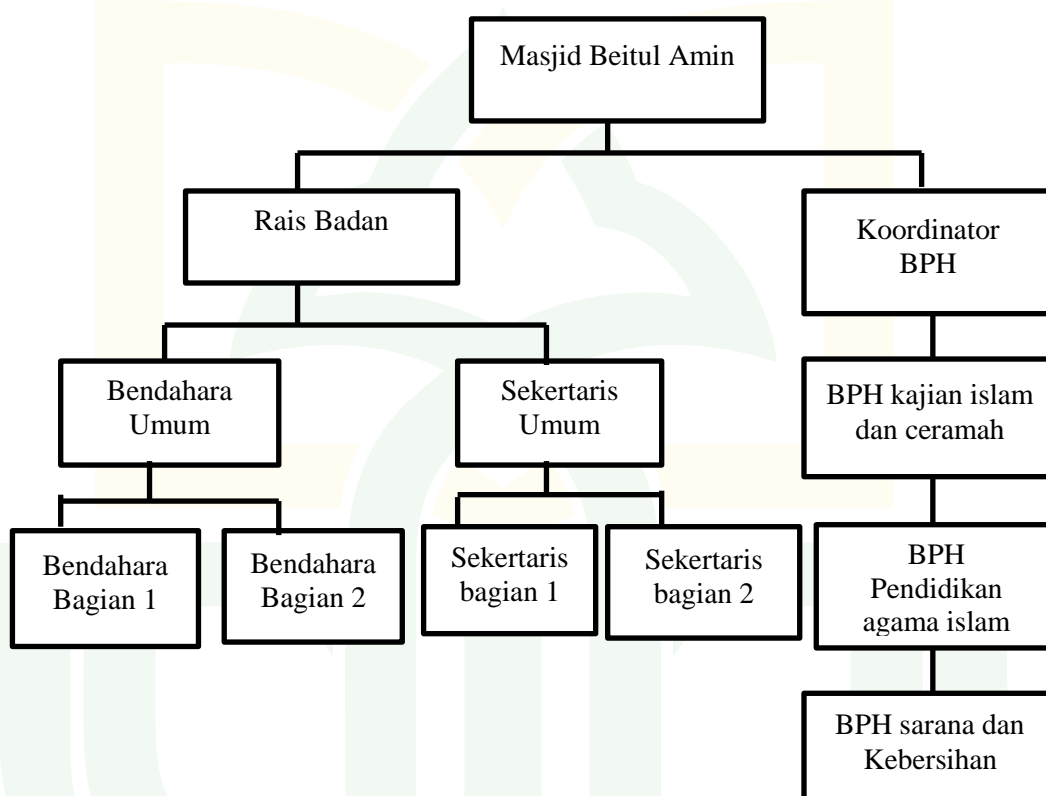 Masjid Beitul Amin
Rais Badan
Koordinator
BPH
Bendahara
Umum
Sekertaris
Umum
BPH kajian islam
dan ceramah
Bendahara
Bagian 1
Bendahara
Bagian 2
Sekertaris
bagian 1
Sekertaris
bagian 2
BPH
Pendidikan
agama islam
BPH sarana dan
Kebersihan